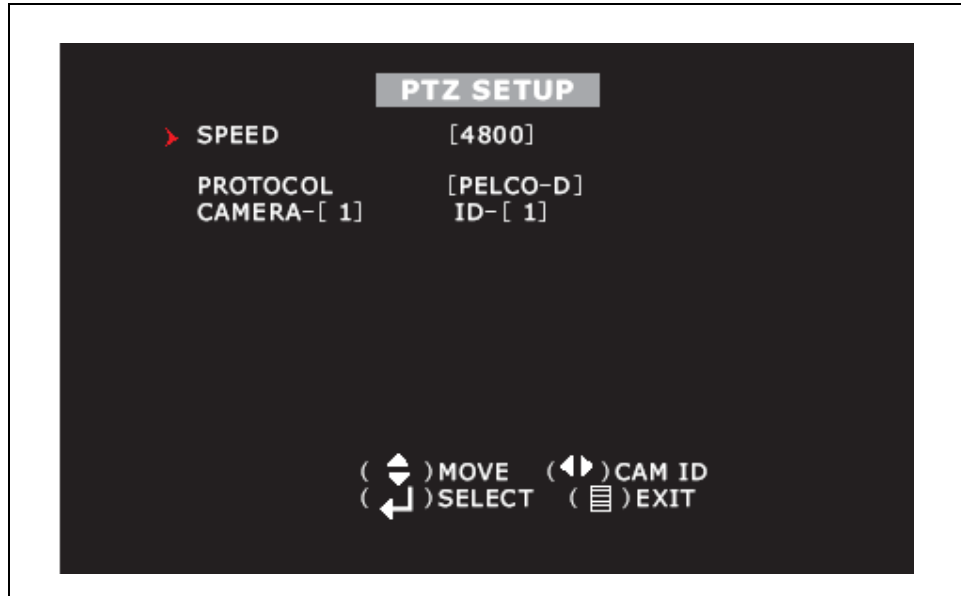 PTZ SETUP
SPEED [4800]
PROTOCOL [PELCO-D]
CAMERA-[ 1] ID-[ 1]
( )MOVE ( )CAM ID
( )SELECT ( )EXIT